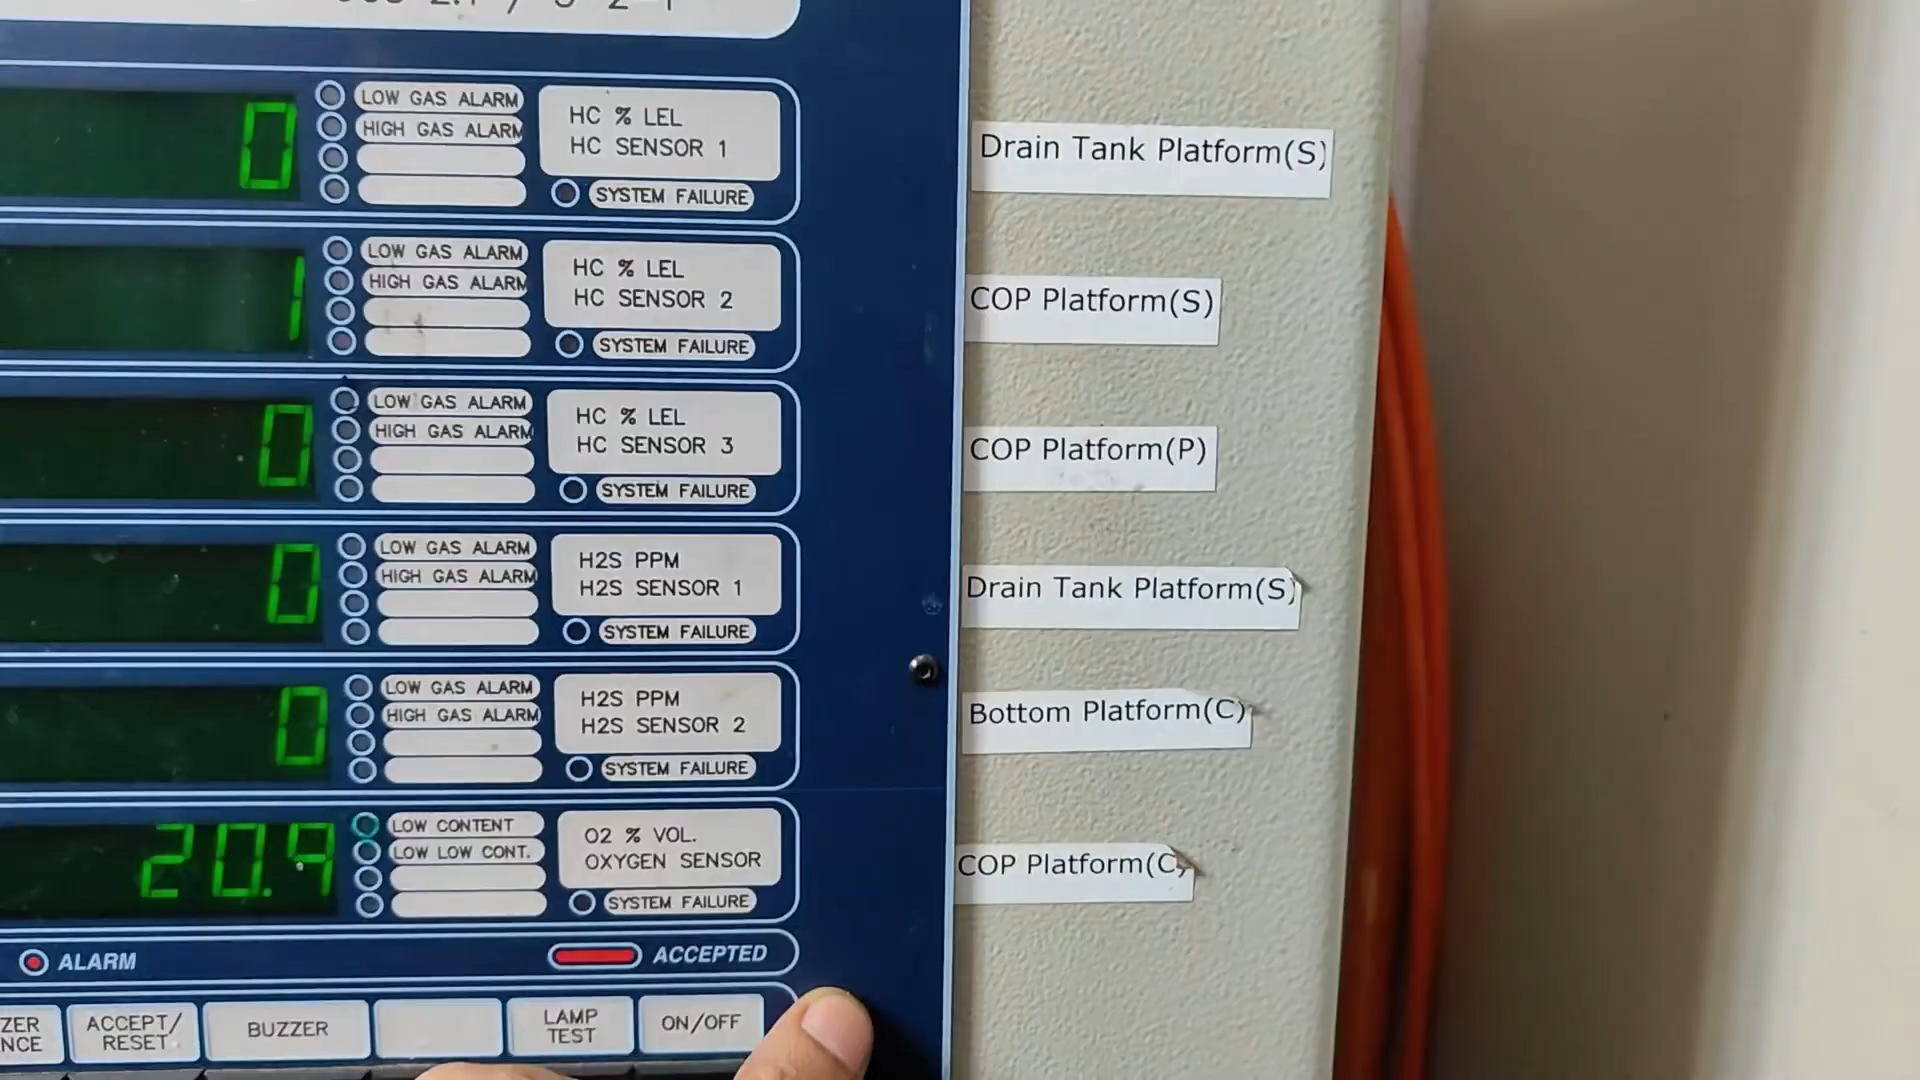 0
LOW GAS ALARM
HIGH GAS ALARM
HC % LEL
HC SENSOR 1
SYSTEM FAILURE
Drain Tank Platform(S)
1
LOW GAS ALARM
HIGH GAS ALARM
HC % LEL
HC SENSOR 2
SYSTEM FAILURE
COP Platform(S)
0
LOW GAS ALARM
HIGH GAS ALARM
HC % LEL
HC SENSOR 3
SYSTEM FAILURE
COP Platform(P)
0
LOW GAS ALARM
HIGH GAS ALARM
H2S PPM
H2S SENSOR 1
SYSTEM FAILURE
Drain Tank Platform(S)
0
LOW GAS ALARM
HIGH GAS ALARM
H2S PPM
H2S SENSOR 2
SYSTEM FAILURE
Bottom Platform(C)
20.9
LOW CONTENT
LOW LOW CONT.
O2 % VOL.
OXYGEN SENSOR
SYSTEM FAILURE
COP Platform(C)
ALARM
ACCEPTED
ZER
NCE
ACCEPT/
RESET
BUZZER
LAMP
TEST
ON/OFF